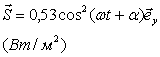 S⃗ = 0,53cos²(ωt + α)e⃗ᵧ
(Вт/м²)